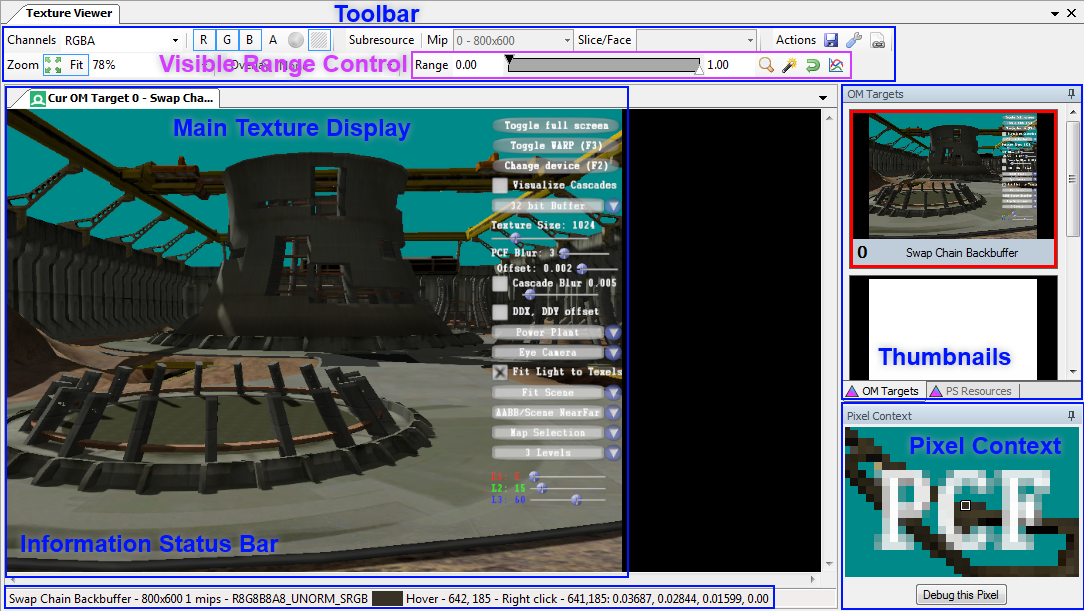 Texture Viewer
Toolbar
Channels RGBA R G B A Subresource Mip 0 - 800x600 Slice/Face Actions
Zoom Fit 78% Overlay
Visible Range Control
Range 0.00 1.00
Cur OM Target 0 - Swap Cha...
Main Texture Display
Toggle full screen
Toggle WARP (F3)
Change device (F2)
Visualize Cascades
32 bit Buffer
Texture Size: 1024
PCF Blur: 3
Offset: 0.002
Cascade Blur 0.005
DDX, DDY offset
Power Plant
Eye Camera
Fit Light to Texels
Fit Scene
AABB/Scene NearFar
Map Selection
3 Levels
L2: 15
L3: 60
Information Status Bar
OM Targets
0 Swap Chain Backbuffer
Thumbnails
OM Targets PS Resources
Pixel Context
Pixel Context
PCF
Debug this Pixel
Swap Chain Backbuffer - 800x600 1 mips - R8G8B8A8_UNORM_SRGB Hover - 642, 185 - Right click - 641,185: 0.03687, 0.02844, 0.01599, 0.00